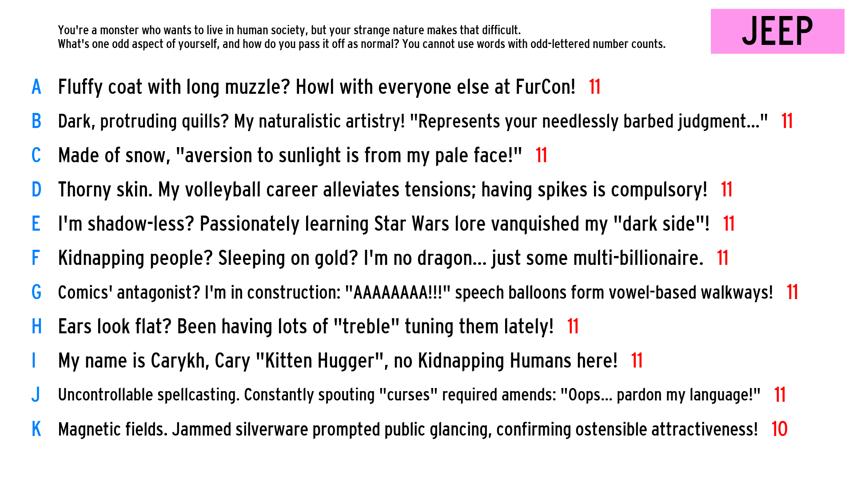 You're a monster who wants to live in human society, but your strange nature makes that difficult.
What's one odd aspect of yourself, and how do you pass it off as normal? You cannot use words with odd-lettered number counts.
JEEP
A Fluffy coat with long muzzle? Howl with everyone else at FurCon! 11
B Dark, protruding quills? My naturalistic artistry! "Represents your needlessly barbed judgment..." 11
C Made of snow, "aversion to sunlight is from my pale face!" 11
D Thorny skin. My volleyball career alleviates tensions; having spikes is compulsory! 11
E I'm shadow-less? Passionately learning Star Wars lore vanquished my "dark side"! 11
F Kidnapping people? Sleeping on gold? I'm no dragon... just some multi-billionaire. 11
G Comics' antagonist? I'm in construction: "AAAAAAAA!!!" speech balloons form vowel-based walkways! 11
H Ears look flat? Been having lots of "treble" tuning them lately! 11
I My name is Carykh, Cary "Kitten Hugger", no Kidnapping Humans here! 11
J Uncontrollable spellcasting. Constantly spouting "curses" required amends: "Oops... pardon my language!" 11
K Magnetic fields. Jammed silverware prompted public glancing, confirming ostensible attractiveness! 10